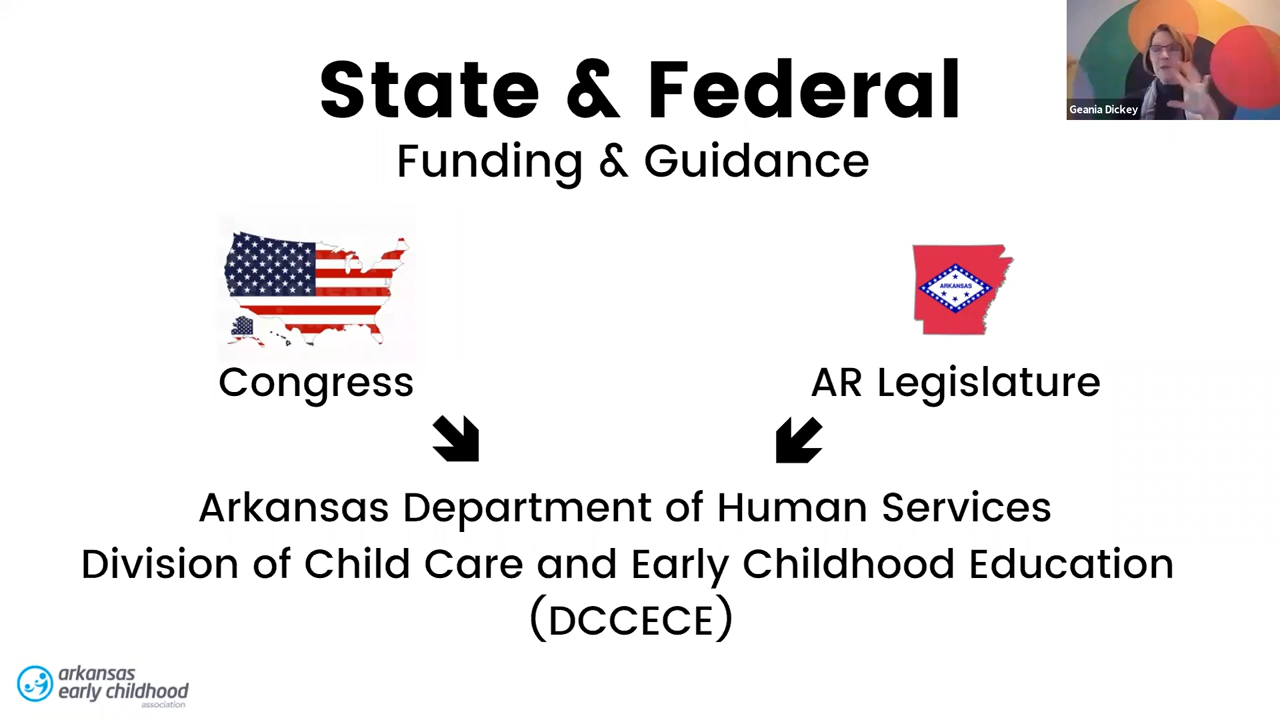 State & Federal
Funding & Guidance
Geania Dickey
ARKANSAS
Congress
AR Legislature
Arkansas Department of Human Services
Division of Child Care and Early Childhood Education
(DCCECE)
arkansas
early childhood
association